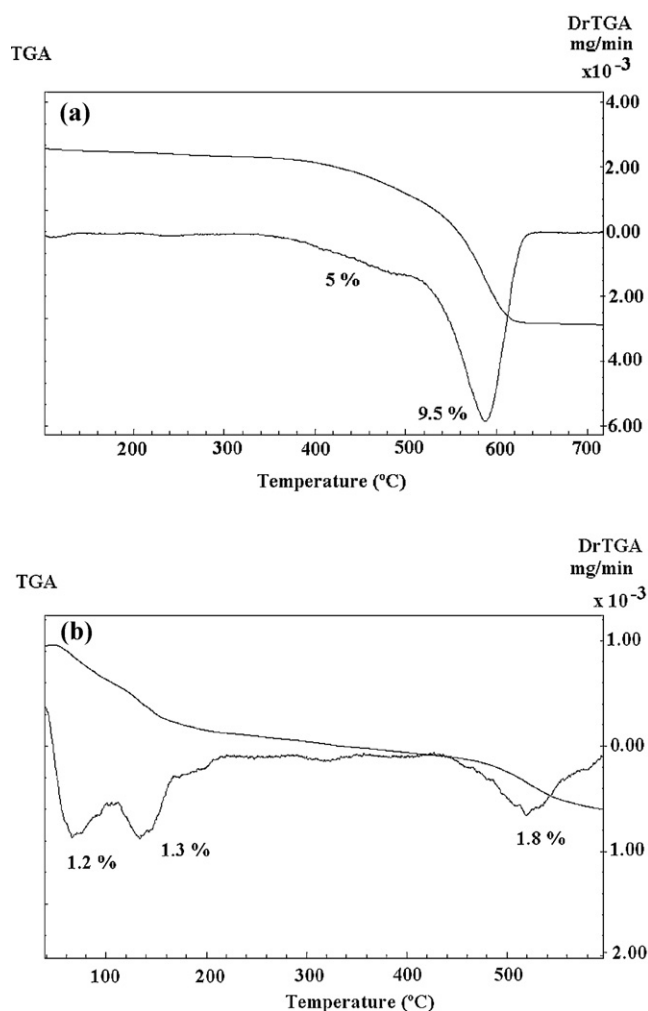 DrTGA
TGA
mg/min
x10⁻³
(a)
4.00
2.00
0.00
5 %
2.00
4.00
9.5 %
6.00
200 300 400 500 600 700
Temperature (ºC)
DrTGA
TGA
mg/min
x 10⁻³
(b)
1.00
0.00
1.2 %
1.3 %
1.8 %
1.00
2.00
100 200 300 400 500
Temperature (ºC)